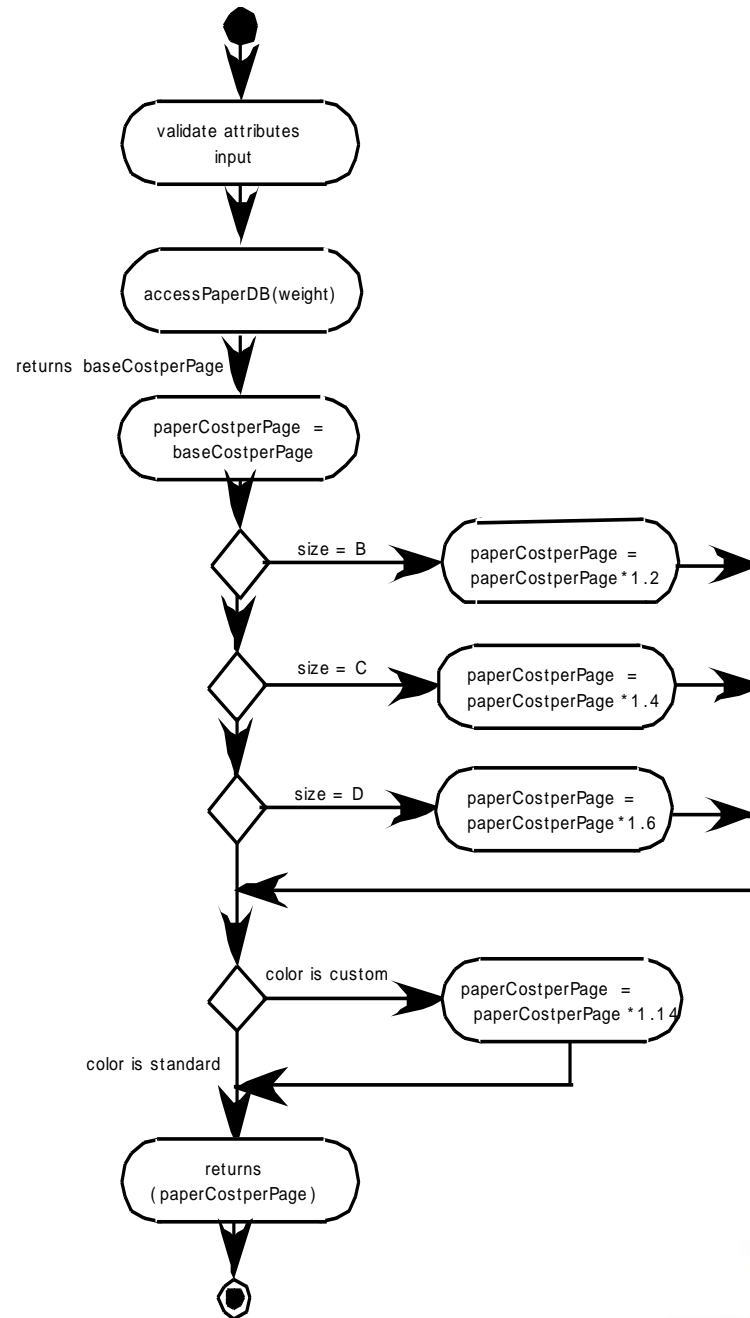 validate attributes
input
accessPaperDB(weight)
returns baseCostperPage
paperCostperPage =
baseCostperPage
size = B
paperCostperPage =
paperCostperPage *1.2
size = C
paperCostperPage =
paperCostperPage *1.4
size = D
paperCostperPage =
paperCostperPage *1.6
color is custom
paperCostperPage =
paperCostperPage *1.14
color is standard
returns
(paperCostperPage)